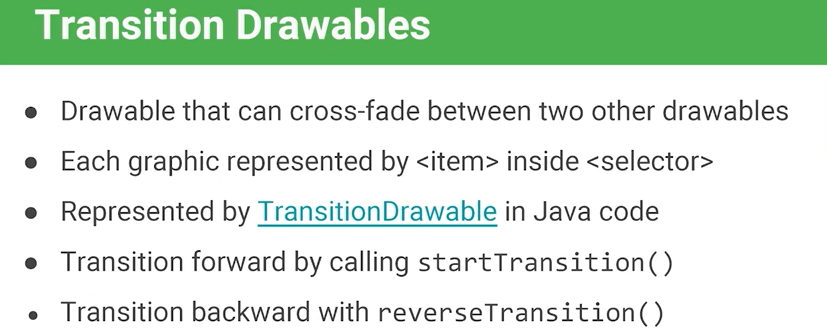 Transition Drawables
● Drawable that can cross-fade between two other drawables
● Each graphic represented by <item> inside <selector>
● Represented by TransitionDrawable in Java code
● Transition forward by calling startTransition()
● Transition backward with reverseTransition()